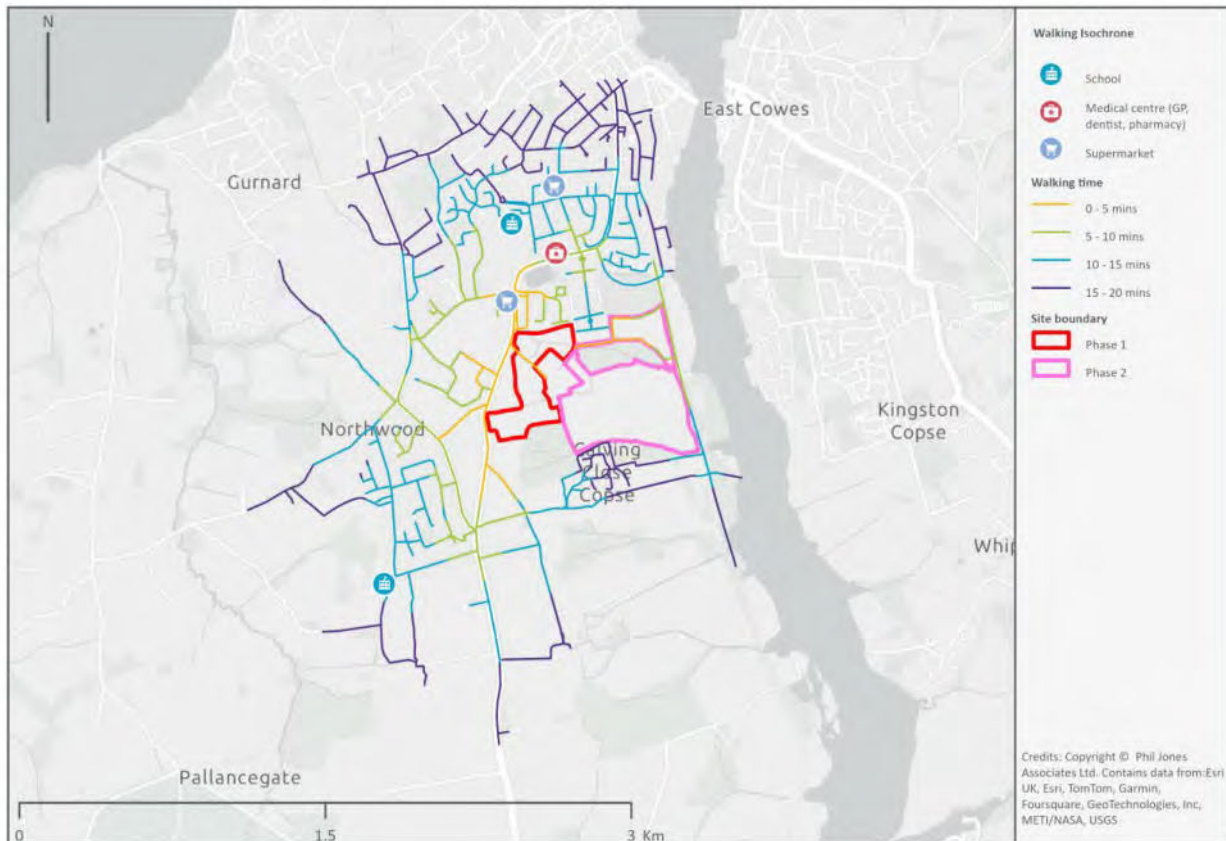 N
East Cowes
Gurnard
Northwood
Calving
Close
Copse
Kingston
Copse
Whip
Pallancegate
0
1.5
3 Km
Walking Isochrone
School
Medical centre (GP,
dentist, pharmacy)
Supermarket
Walking time
0 - 5 mins
5 - 10 mins
10 - 15 mins
15 - 20 mins
Site boundary
Phase 1
Phase 2
Credits: Copyright © Phil Jones
Associates Ltd. Contains data from:Esri
UK, Esri, TomTom, Garmin,
Foursquare, GeoTechnologies, Inc,
METI/NASA, USGS